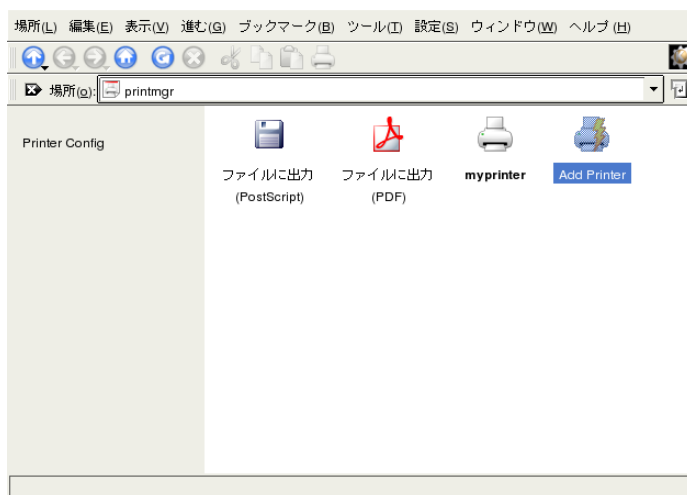 場所(L) 編集(E) 表示(V) 進む(G) ブックマーク(B) ツール(T) 設定(S) ウィンドウ(W) ヘルプ (H)
場所(o): printmgr
Printer Config
ファイルに出力
(PostScript)
ファイルに出力
(PDF)
myprinter
Add Printer